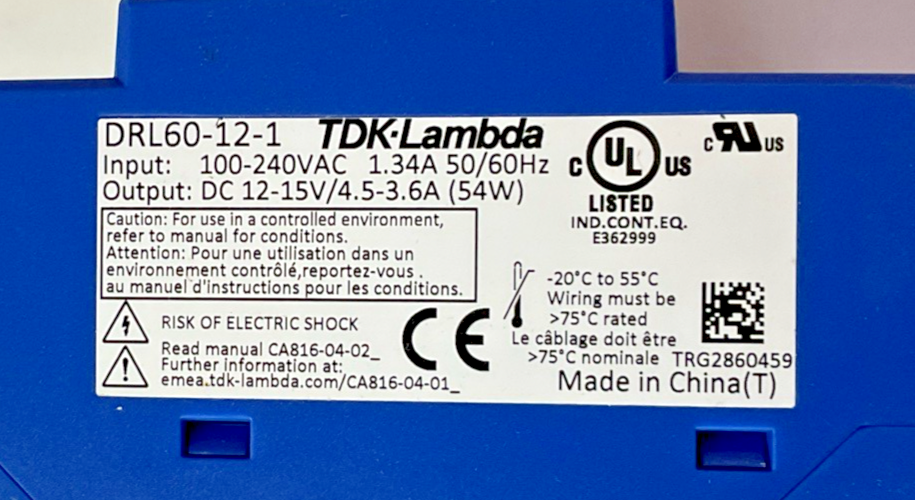 DRL60-12-1 TDK·Lambda
Input: 100-240VAC 1.34A 50/60Hz
Output: DC 12-15V/4.5-3.6A (54W)
Caution: For use in a controlled environment,
refer to manual for conditions.
Attention: Pour une utilisation dans un
environnement contrôlé,reportez-vous .
au manuel d'instructions pour les conditions.
RISK OF ELECTRIC SHOCK
Read manual CA816-04-02_
Further information at:
emea.tdk-lambda.com/CA816-04-01_
CE
c UL US
LISTED
IND.CONT.EQ.
E362999
c RU US
-20°C to 55°C
Wiring must be
>75°C rated
Le câblage doit être
>75°C nominale
TRG2860459
Made in China(T)